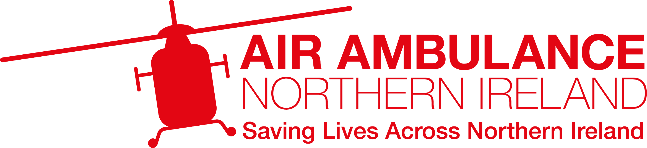 AIR AMBULANCE
NORTHERN IRELAND
Saving Lives Across Northern Ireland